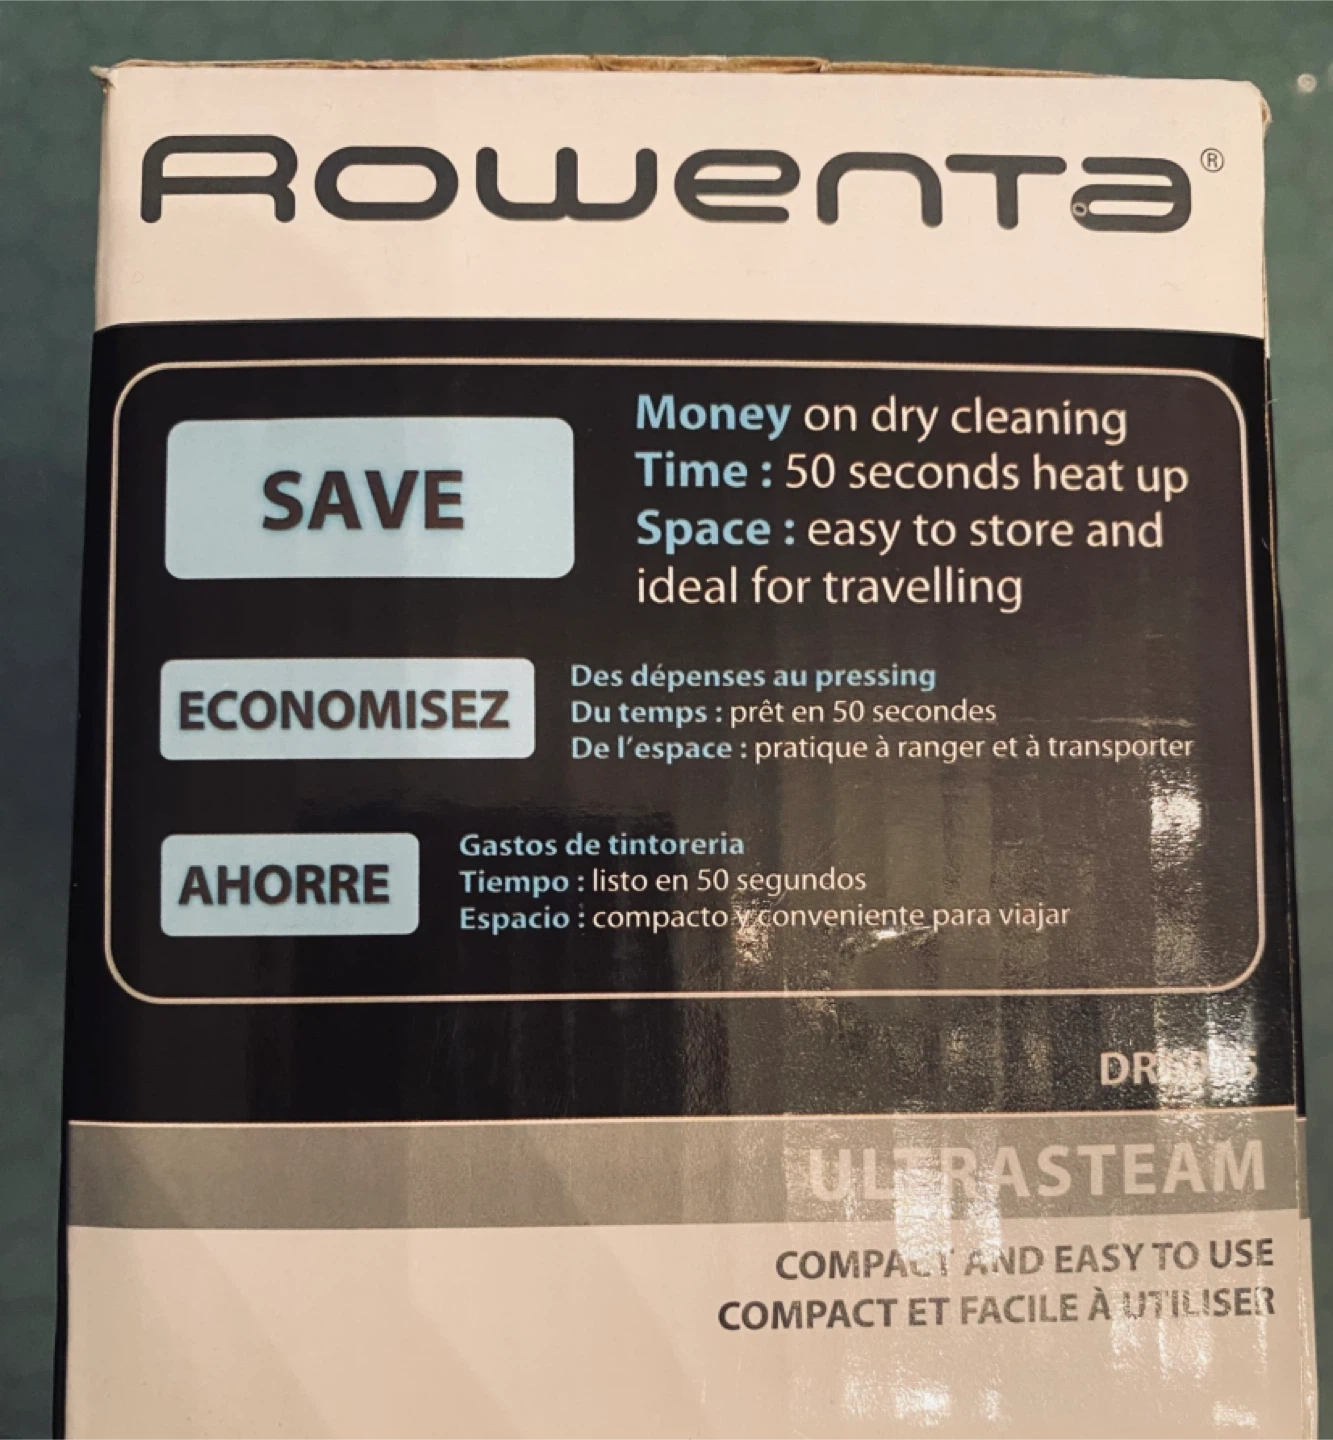 Rowenta®
SAVE
Money on dry cleaning
Time : 50 seconds heat up
Space : easy to store and
ideal for travelling
ECONOMISEZ
Des dépenses au pressing
Du temps : prêt en 50 secondes
De l'espace : pratique à ranger et à transporter
AHORRE
Gastos de tintoreria
Tiempo : listo en 50 segundos
Espacio : compacto y conveniente para viajar
ULTRASTEAM
COMPACT AND EASY TO USE
COMPACT ET FACILE À UTILISER